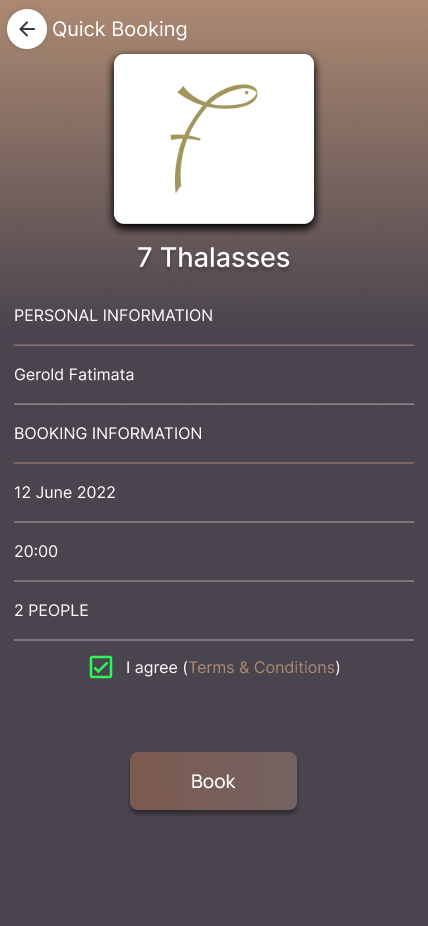 Quick Booking
7 Thalasses
PERSONAL INFORMATION
Gerold Fatimata
BOOKING INFORMATION
12 June 2022
20:00
2 PEOPLE
I agree (Terms & Conditions)
Book